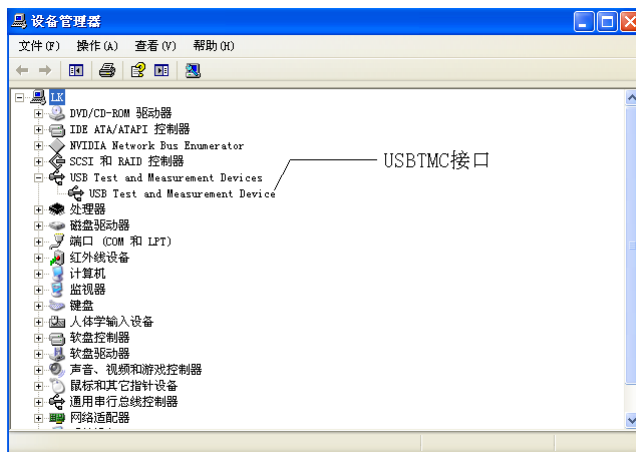 设备管理器
文件(F) 操作(A) 查看(V) 帮助(H)
LK
DVD/CD-ROM 驱动器
IDE ATA/ATAPI 控制器
NVIDIA Network Bus Enumerator
SCSI 和 RAID 控制器
USB Test and Measurement Devices
USB Test and Measurement Device
USBTMC接口
处理器
磁盘驱动器
端口 (COM 和 LPT)
红外线设备
计算机
监视器
键盘
人体学输入设备
软盘控制器
软盘驱动器
声音、视频和游戏控制器
鼠标和其它指针设备
通用串行总线控制器
网络适配器